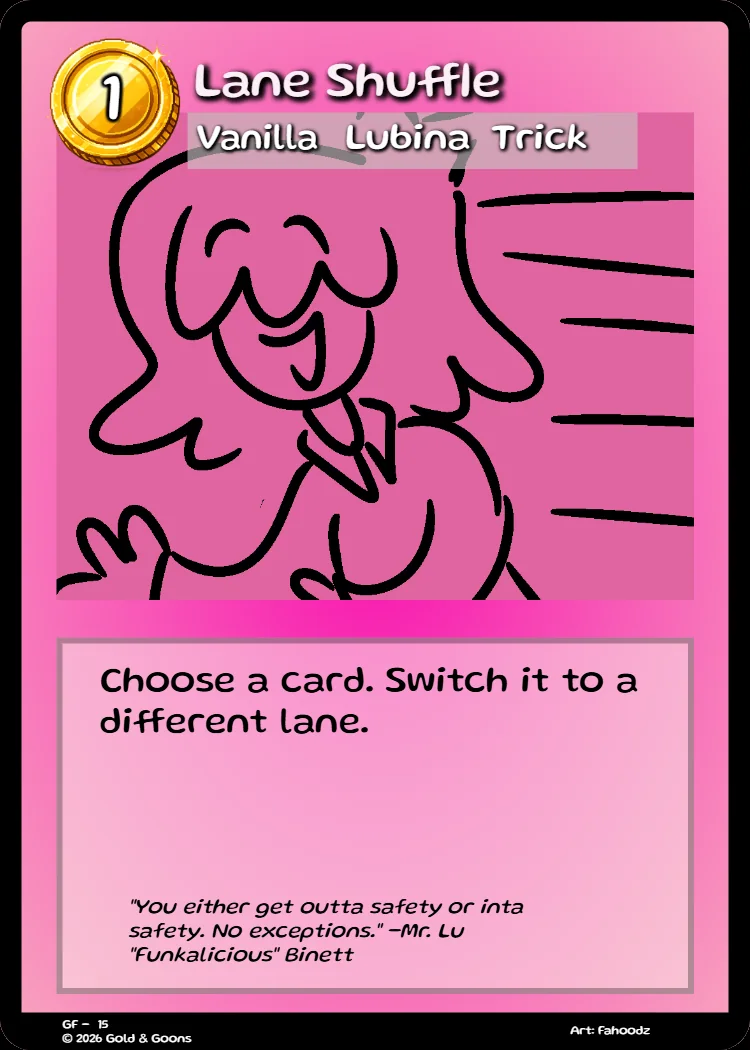 1
Lane Shuffle
Vanilla Lubina Trick
Choose a card. Switch it to a
different lane.
"You either get outta safety or inta
safety. No exceptions." -Mr. Lu
"Funkalicious" Binett
GF - 15
© 2026 Gold & Goons
Art: Fahoodz